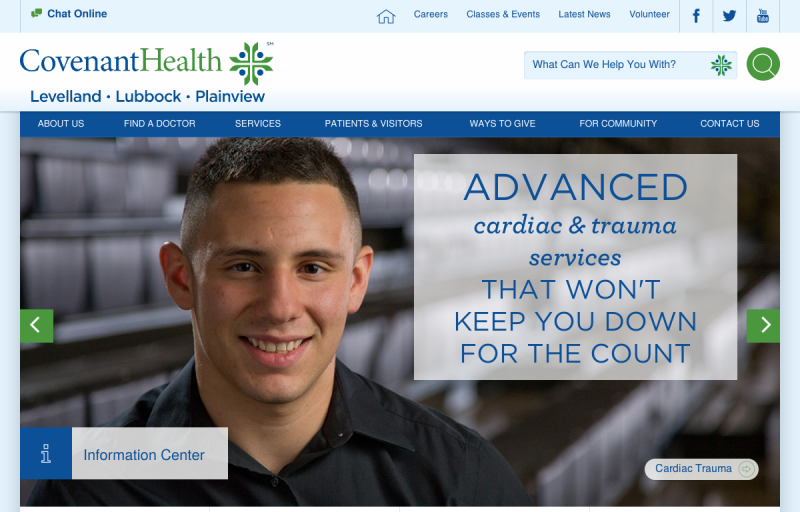 Chat Online
Careers
Classes & Events
Latest News
Volunteer
You
Tube
CovenantHealth SM
Levelland · Lubbock · Plainview
What Can We Help You With?
ABOUT US
FIND A DOCTOR
SERVICES
PATIENTS & VISITORS
WAYS TO GIVE
FOR COMMUNITY
CONTACT US
ADVANCED
cardiac & trauma
services
THAT WON'T
KEEP YOU DOWN
FOR THE COUNT
i
Information Center
Cardiac Trauma